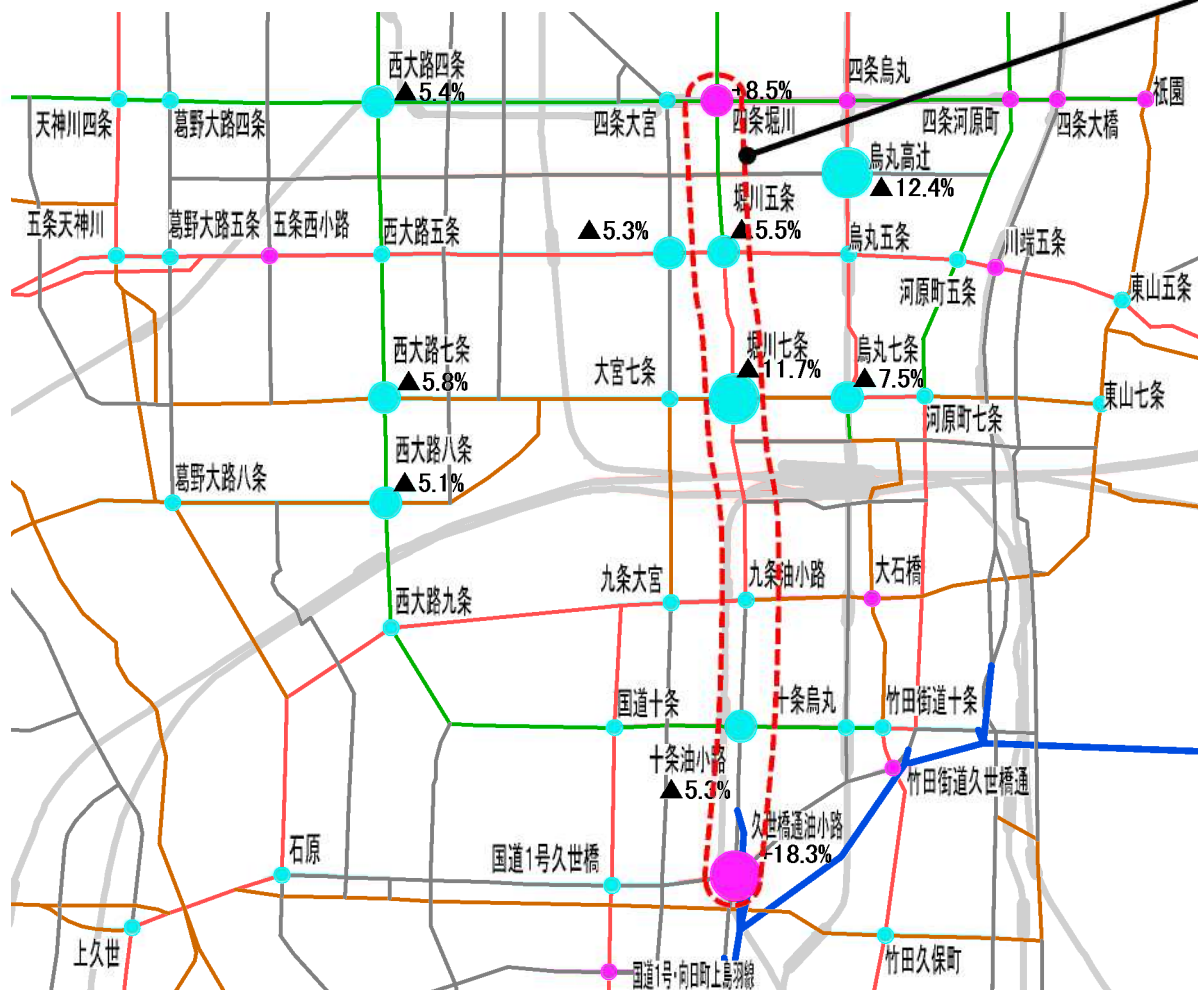 西大路四条
▲5.4%
天神川四条
葛野大路四条
四条大宮
+8.5%
四条堀川
四条烏丸
四条河原町
四条大橋
祇園
烏丸高辻
▲12.4%
五条天神川
葛野大路五条
五条西小路
西大路五条
▲5.3%
堀川五条
▲5.5%
烏丸五条
河原町五条
川端五条
東山五条
西大路七条
▲5.8%
大宮七条
堀川七条
▲11.7%
烏丸七条
▲7.5%
河原町七条
東山七条
西大路八条
▲5.1%
葛野大路八条
西大路九条
九条大宮
九条油小路
大石橋
国道十条
十条油小路
▲5.3%
十条烏丸
竹田街道十条
竹田街道久世橋通
石原
国道1号久世橋
久世橋通油小路
+18.3%
上久世
竹田久保町
国道1号・向日町上鳥羽線